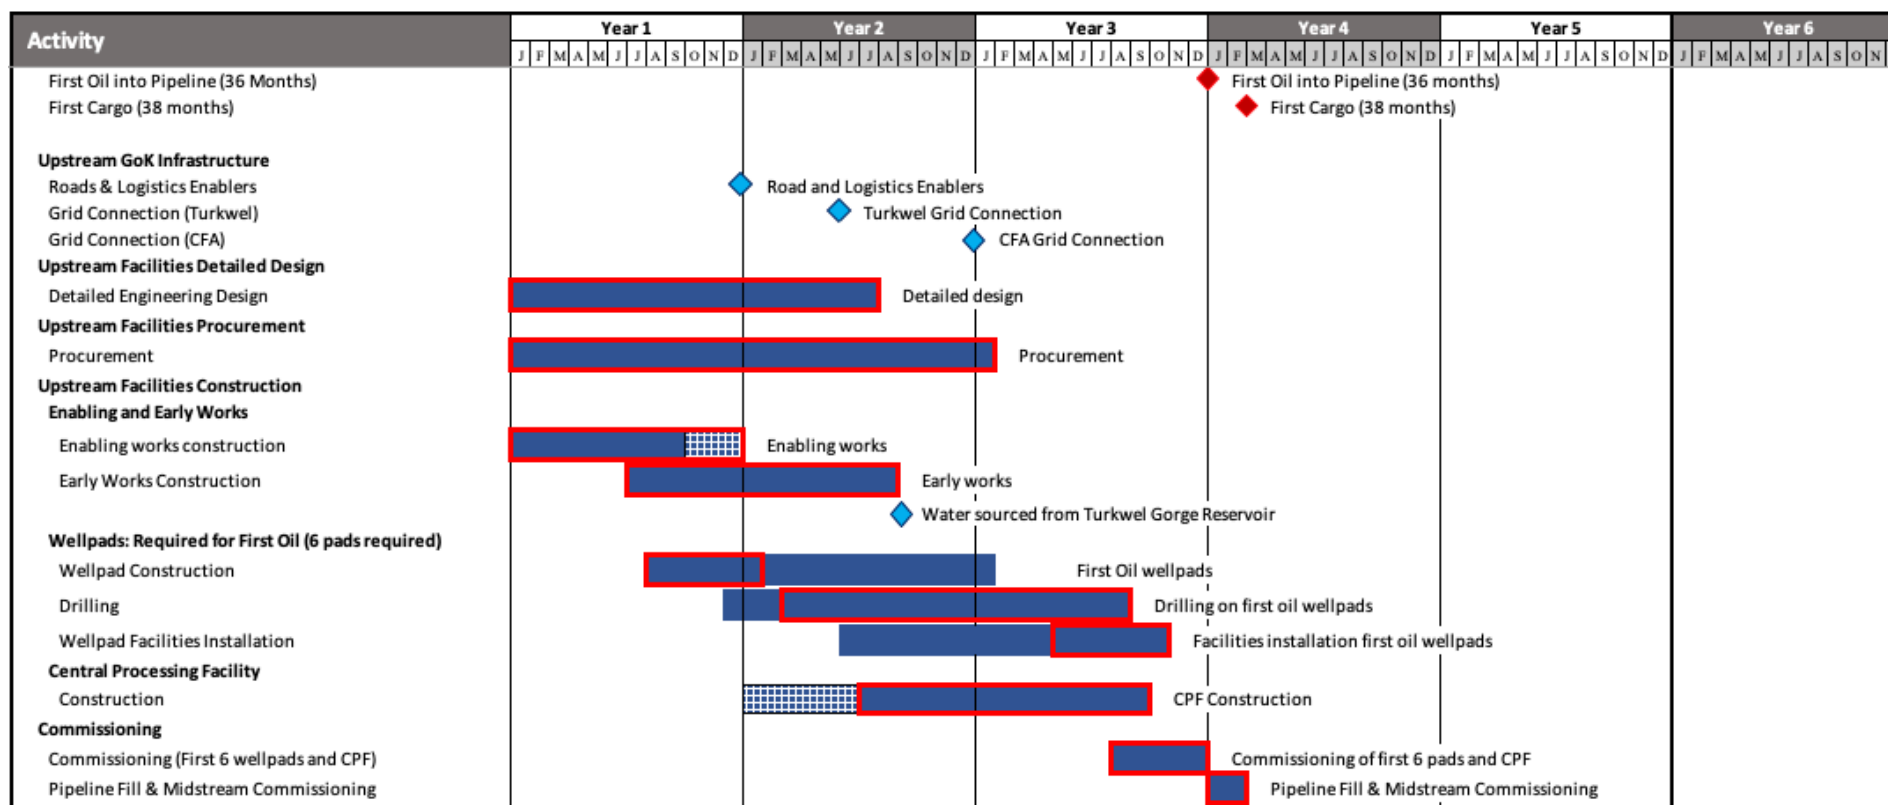 Activity Year 1 Year 2 Year 3 Year 4 Year 5 Year 6
J F M A M J J A S O N D J F M A M J J A S O N D J F M A M J J A S O N D J F M A M J J A S O N D J F M A M J J A S O N D J F M A M J J A S O N
First Oil into Pipeline (36 Months) First Oil into Pipeline (36 months)
First Cargo (38 months) First Cargo (38 months)
Upstream GoK Infrastructure
Roads & Logistics Enablers Road and Logistics Enablers
Grid Connection (Turkwel) Turkwel Grid Connection
Grid Connection (CFA) CFA Grid Connection
Upstream Facilities Detailed Design
Detailed Engineering Design Detailed design
Upstream Facilities Procurement
Procurement Procurement
Upstream Facilities Construction
Enabling and Early Works
Enabling works construction Enabling works
Early Works Construction Early works
Water sourced from Turkwel Gorge Reservoir
Wellpads: Required for First Oil (6 pads required)
Wellpad Construction First Oil wellpads
Drilling Drilling on first oil wellpads
Wellpad Facilities Installation Facilities installation first oil wellpads
Central Processing Facility
Construction CPF Construction
Commissioning
Commissioning (First 6 wellpads and CPF) Commissioning of first 6 pads and CPF
Pipeline Fill & Midstream Commissioning Pipeline Fill & Midstream Commissioning